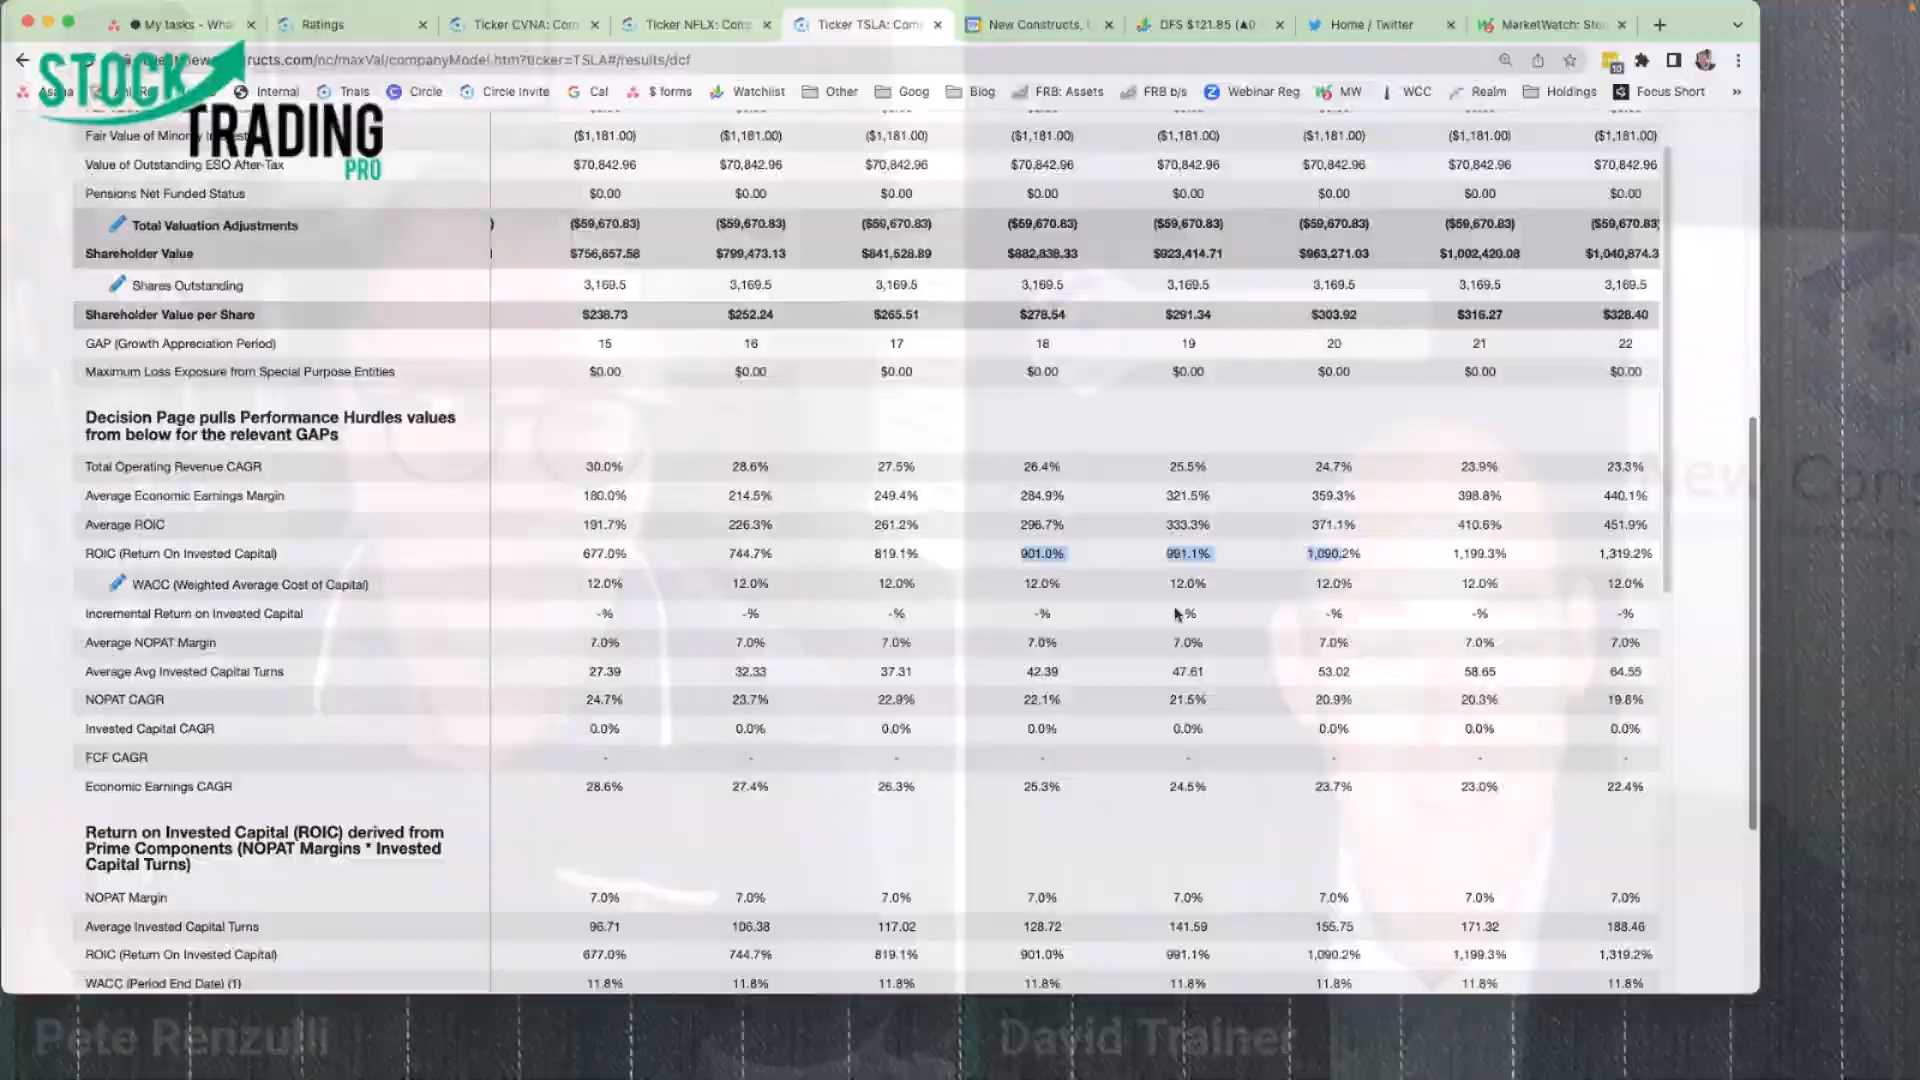 My tasks - Wha
Ratings
Ticker CVNA: Com
Ticker NFLX: Com
Ticker TSLA: Com
New Constructs, 
DFS $121.85 (▲0
Home / Twitter
MarketWatch: Sto
ructs.com/nc/maxVal/companyModel.htm?ticker=TSLA#/results/dcf
STOCK
TRADING
PRO
Internal Trials Circle Circle Invite Cal $ forms Watchlist Other Goog Blog FRB: Assets FRB b/s Webinar Reg MW WCC Realm Holdings Focus Short »
Fair Value of ($1,181.00) ($1,181.00) ($1,181.00) ($1,181.00) ($1,181.00) ($1,181.00) ($1,181.00) ($1,181.00)
Value of Outstanding ESO After-Tax $70,842.96 $70,842.96 $70,842.96 $70,842.96 $70,842.96 $70,842.96 $70,842.96 $70,842.96
Pensions Net Funded Status $0.00 $0.00 $0.00 $0.00 $0.00 $0.00 $0.00 $0.00
Total Valuation Adjustments ) ($59,670.83) ($59,670.83) ($59,670.83) ($59,670.83) ($59,670.83) ($59,670.83) ($59,670.83) ($59,670.83)
Shareholder Value $756,657.58 $799,473.13 $841,528.89 $882,838.33 $923,414.71 $963,271.03 $1,002,420.08 $1,040,874.3
Shares Outstanding 3,169.5 3,169.5 3,169.5 3,169.5 3,169.5 3,169.5 3,169.5 3,169.5
Shareholder Value per Share $238.73 $252.24 $265.51 $278.54 $291.34 $303.92 $316.27 $328.40
GAP (Growth Appreciation Period) 15 16 17 18 19 20 21 22
Maximum Loss Exposure from Special Purpose Entities $0.00 $0.00 $0.00 $0.00 $0.00 $0.00 $0.00 $0.00
Decision Page pulls Performance Hurdles values
from below for the relevant GAPs
Total Operating Revenue CAGR 30.0% 28.6% 27.5% 26.4% 25.5% 24.7% 23.9% 23.3%
Average Economic Earnings Margin 180.0% 214.5% 249.4% 284.9% 321.5% 359.3% 398.8% 440.1%
Average ROIC 191.7% 226.3% 261.2% 296.7% 333.3% 371.1% 410.6% 451.9%
ROIC (Return On Invested Capital) 677.0% 744.7% 819.1% 901.0% 991.1% 1,090.2% 1,199.3% 1,319.2%
WACC (Weighted Average Cost of Capital) 12.0% 12.0% 12.0% 12.0% 12.0% 12.0% 12.0% 12.0%
Incremental Return on Invested Capital -% -% -% -% -% -% -% -%
Average NOPAT Margin 7.0% 7.0% 7.0% 7.0% 7.0% 7.0% 7.0% 7.0%
Average Avg Invested Capital Turns 27.39 32.33 37.31 42.39 47.61 53.02 58.65 64.55
NOPAT CAGR 24.7% 23.7% 22.9% 22.1% 21.5% 20.9% 20.3% 19.8%
Invested Capital CAGR 0.0% 0.0% 0.0% 0.0% 0.0% 0.0% 0.0% 0.0%
FCF CAGR - - - - - - - -
Economic Earnings CAGR 28.6% 27.4% 26.3% 25.3% 24.5% 23.7% 23.0% 22.4%
Return on Invested Capital (ROIC) derived from
Prime Components (NOPAT Margins * Invested
Capital Turns)
NOPAT Margin 7.0% 7.0% 7.0% 7.0% 7.0% 7.0% 7.0% 7.0%
Average Invested Capital Turns 96.71 106.38 117.02 128.72 141.59 155.75 171.32 188.46
ROIC (Return On Invested Capital) 677.0% 744.7% 819.1% 901.0% 991.1% 1,090.2% 1,199.3% 1,319.2%
WACC (Period End Date) (1) 11.8% 11.8% 11.8% 11.8% 11.8% 11.8% 11.8% 11.8%
New Cons
Pete Renzulli
David Trainer